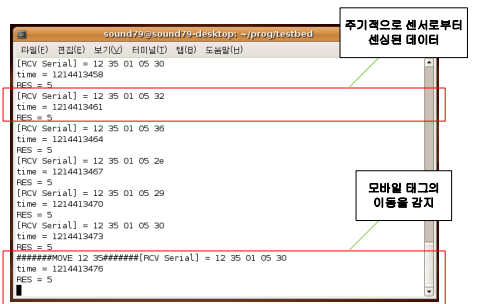 sound79@sound79-desktop: ~/prog/testbed
주기적으로 센서로부터
센싱된 데이터
파일(F) 편집(E) 보기(V) 터미널(T) 탭(B) 도움말(H)
[RCV Serial] = 12 35 01 05 30
time = 1214413458
RES = 5
[RCV Serial] = 12 35 01 05 32
time = 1214413461
RES = 5
[RCV Serial] = 12 35 01 05 36
time = 1214413464
RES = 5
[RCV Serial] = 12 35 01 05 2e
time = 1214413467
RES = 5
[RCV Serial] = 12 35 01 05 29
time = 1214413470
RES = 5
[RCV Serial] = 12 35 01 05 30
time = 1214413473
RES = 5
모바일 태그의
이동을 감지
#######MOVE 12 35#######[RCV Serial] = 12 35 01 05 30
time = 1214413476
RES = 5